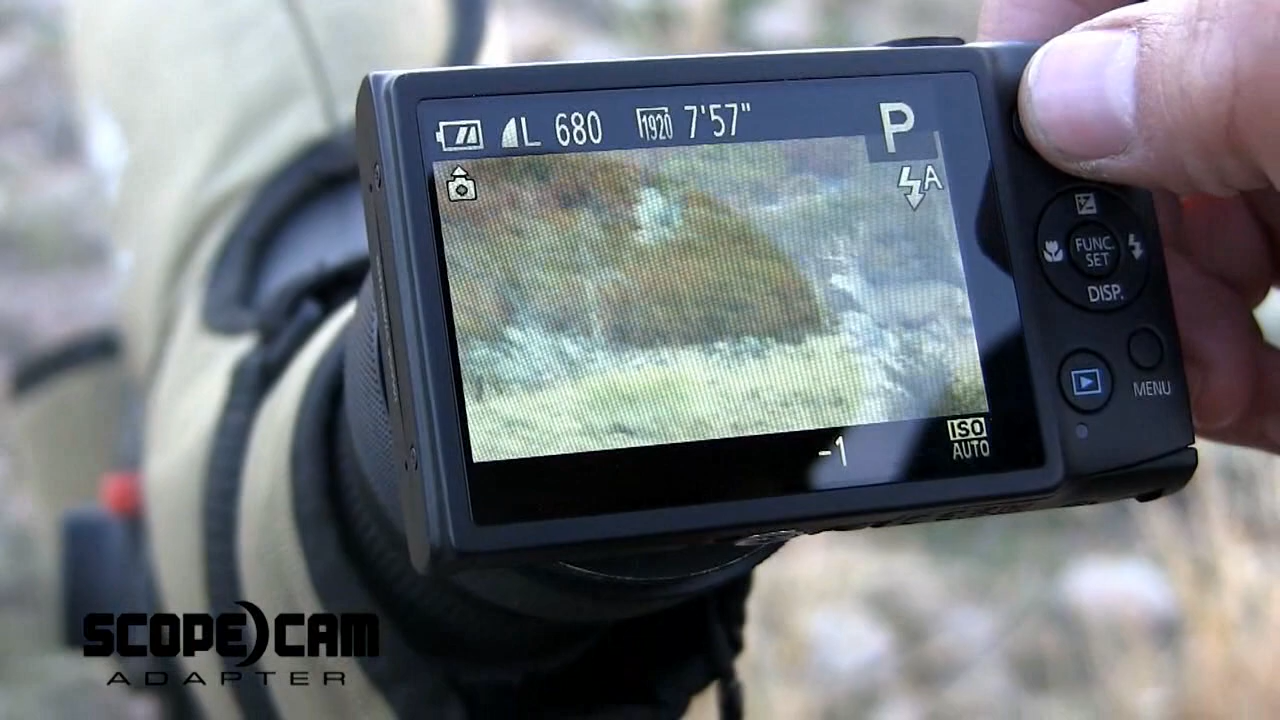 L 680 1920 7'57" P
A
FUNC.
SET
DISP.
MENU
-1
ISO
AUTO
SCOPE CAM
ADAPTER